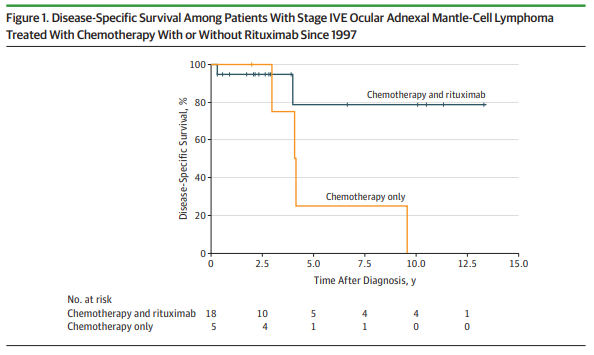 Figure 1. Disease-Specific Survival Among Patients With Stage IVE Ocular Adnexal Mantle-Cell Lymphoma
Treated With Chemotherapy With or Without Rituximab Since 1997
100
80
60
40
20
0
Disease-Specific Survival, %
Chemotherapy and rituximab
Chemotherapy only
0 2.5 5.0 7.5 10.0 12.5 15.0
Time After Diagnosis, y
No. at risk
Chemotherapy and rituximab 18 10 5 4 4 1
Chemotherapy only 5 4 1 1 0 0